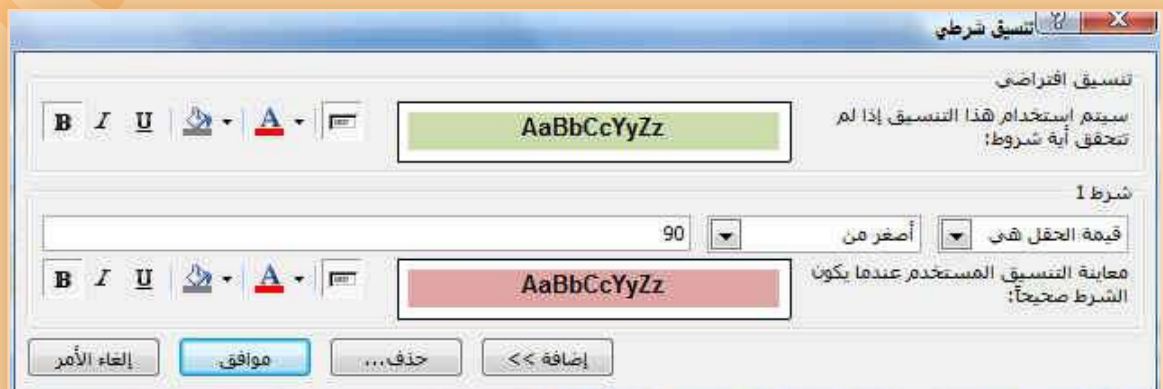 تنسيق شرطي
تنسيق افتراضي
سيتم استخدام هذا التنسيق إذا لم
تتحقق أية شروط:
AaBbCcYyZz
B I U A
شرط 1
قيمة الحقل هي أصغر من 90
معاينة التنسيق المستخدم عندما يكون
الشرط صحيحاً:
AaBbCcYyZz
B I U A
إضافة >> حذف... موافق إلغاء الأمر